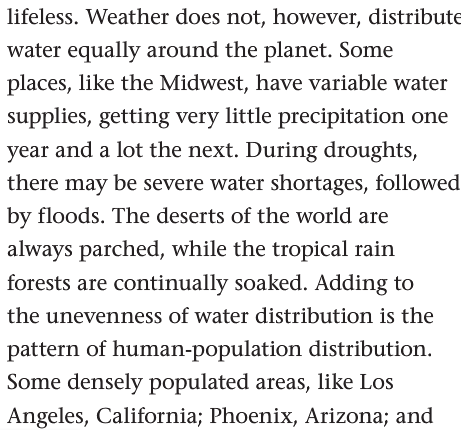 lifeless. Weather does not, however, distribute
water equally around the planet. Some
places, like the Midwest, have variable water
supplies, getting very little precipitation one
year and a lot the next. During droughts,
there may be severe water shortages, followed
by floods. The deserts of the world are
always parched, while the tropical rain
forests are continually soaked. Adding to
the unevenness of water distribution is the
pattern of human-population distribution.
Some densely populated areas, like Los
Angeles, California; Phoenix, Arizona; and